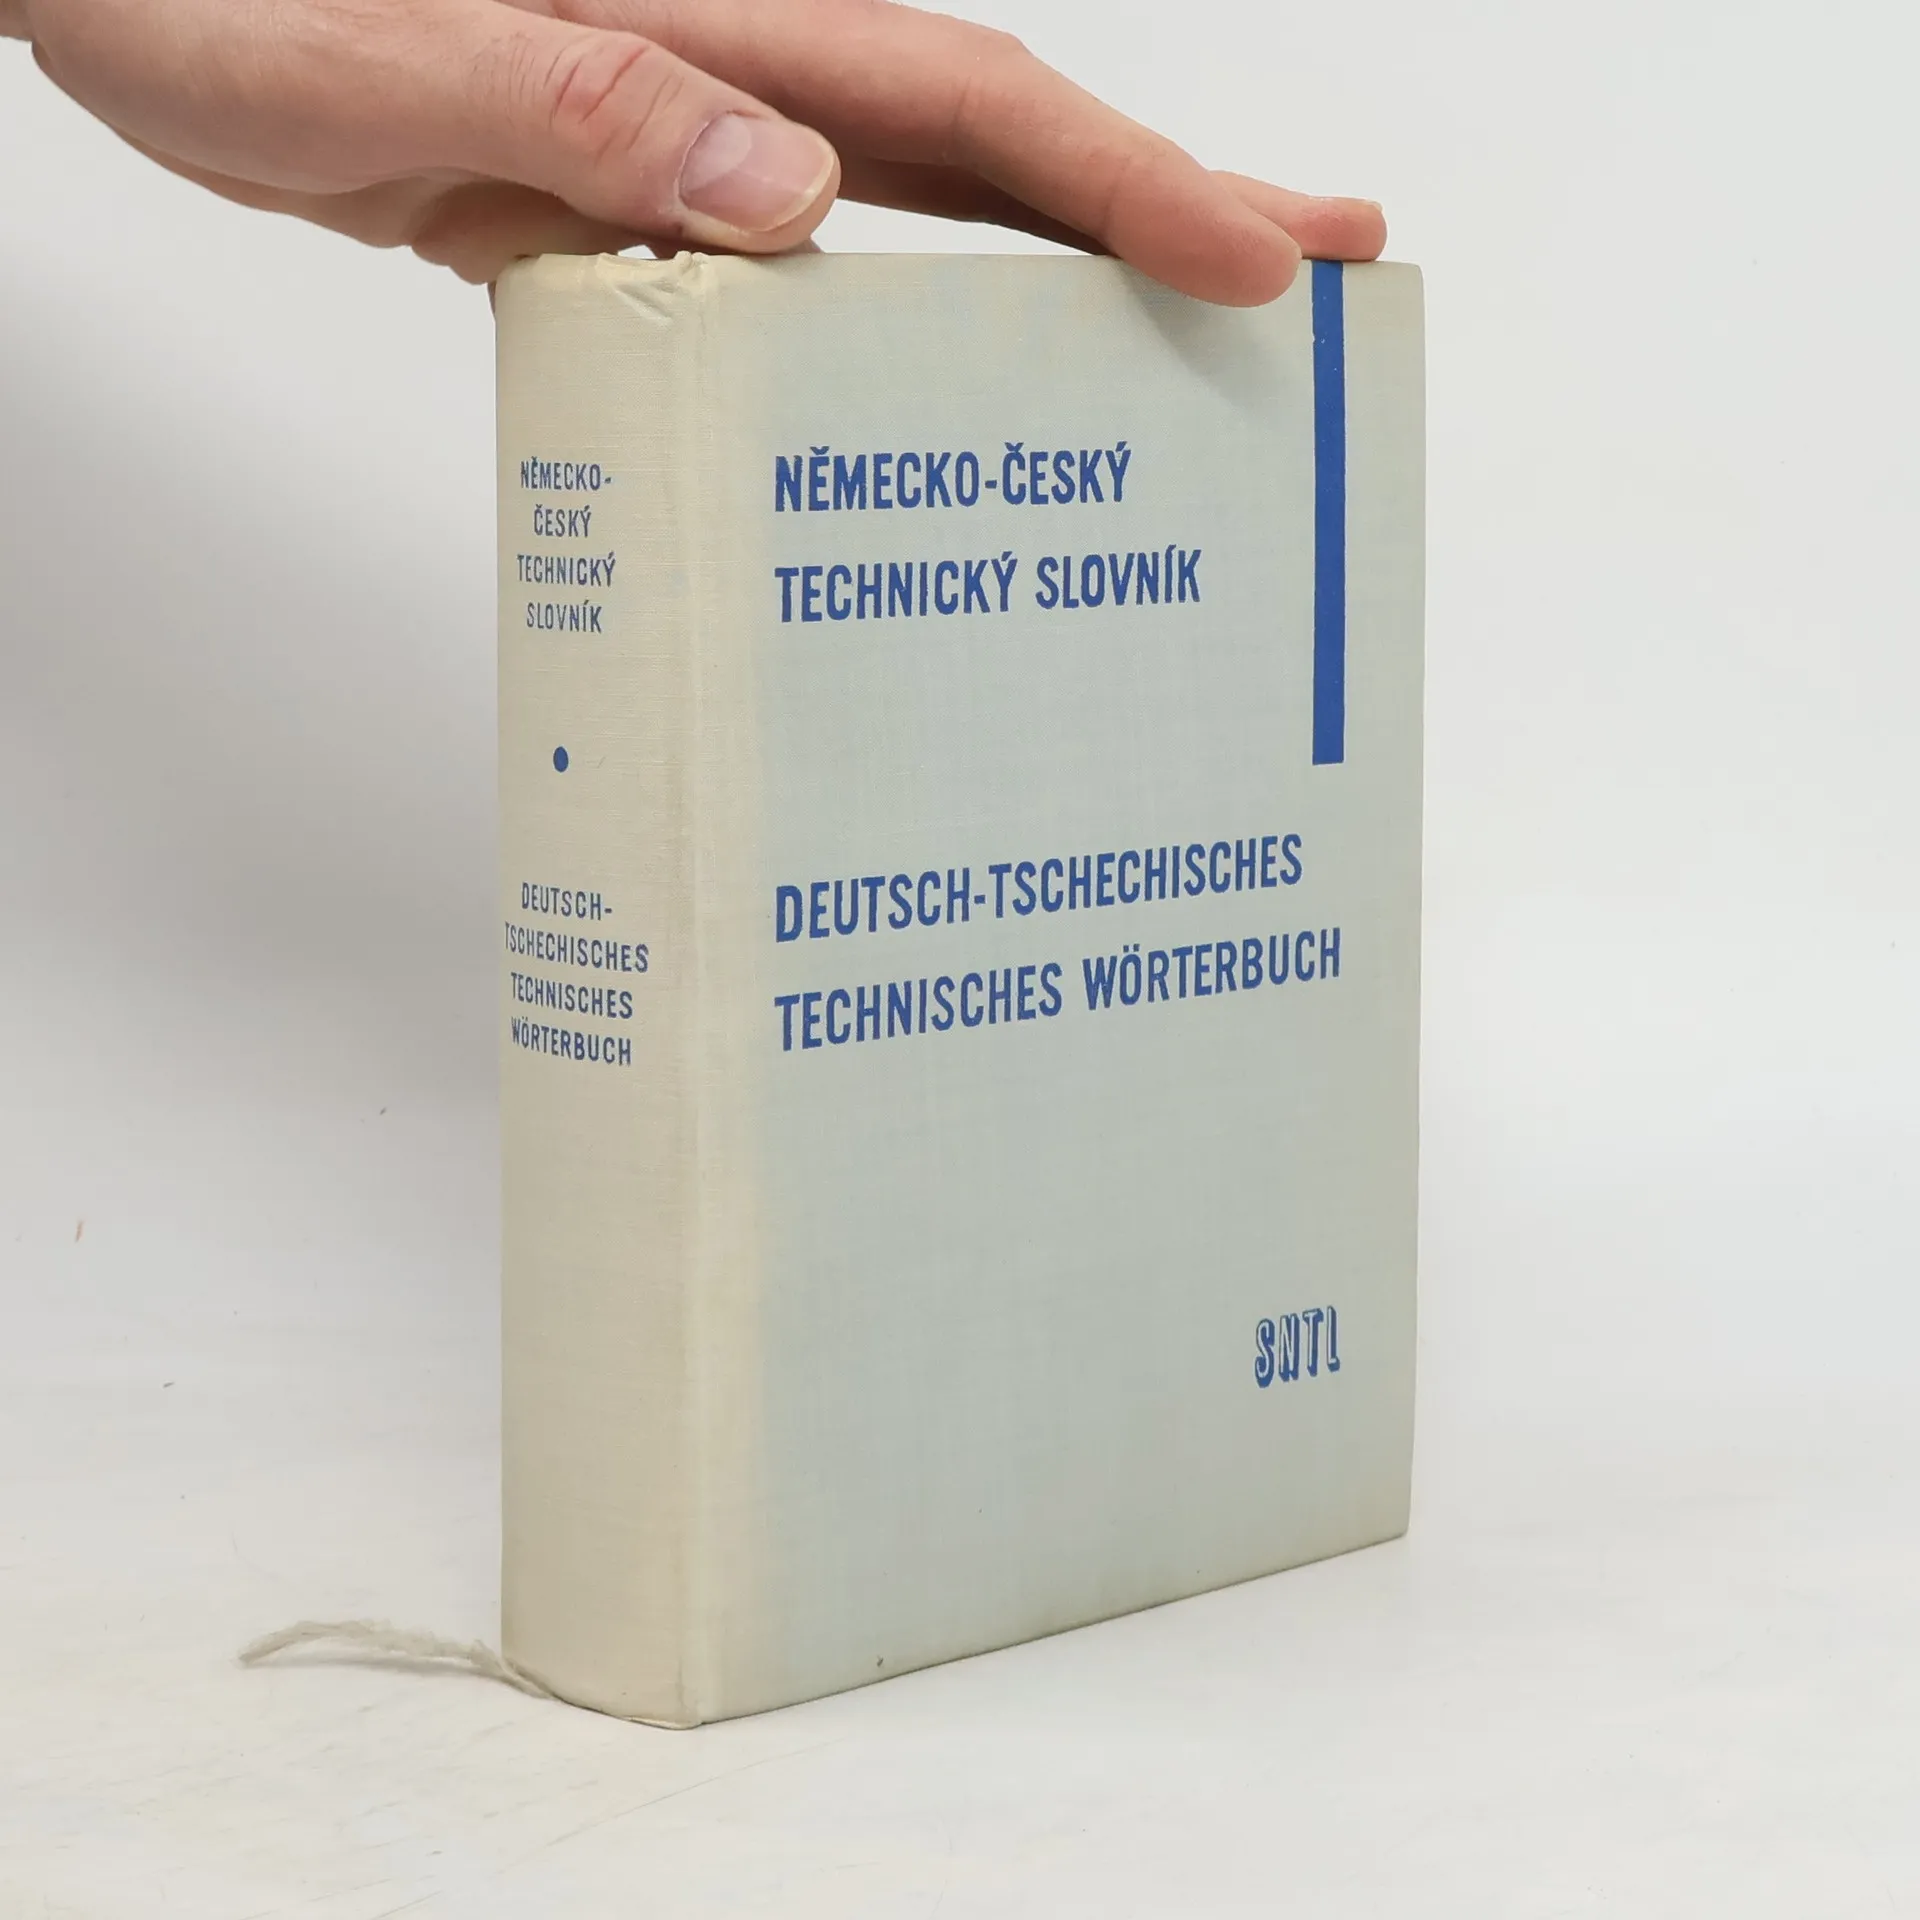 NĚMECKO-
ČESKÝ
TECHNICKÝ
SLOVNÍK
DEUTSCH-
TSCHECHISCHES
TECHNISCHES
WÖRTERBUCH
NĚMECKO-ČESKÝ
TECHNICKÝ SLOVNÍK
DEUTSCH-TSCHECHISCHES
TECHNISCHES WÖRTERBUCH
SNTL